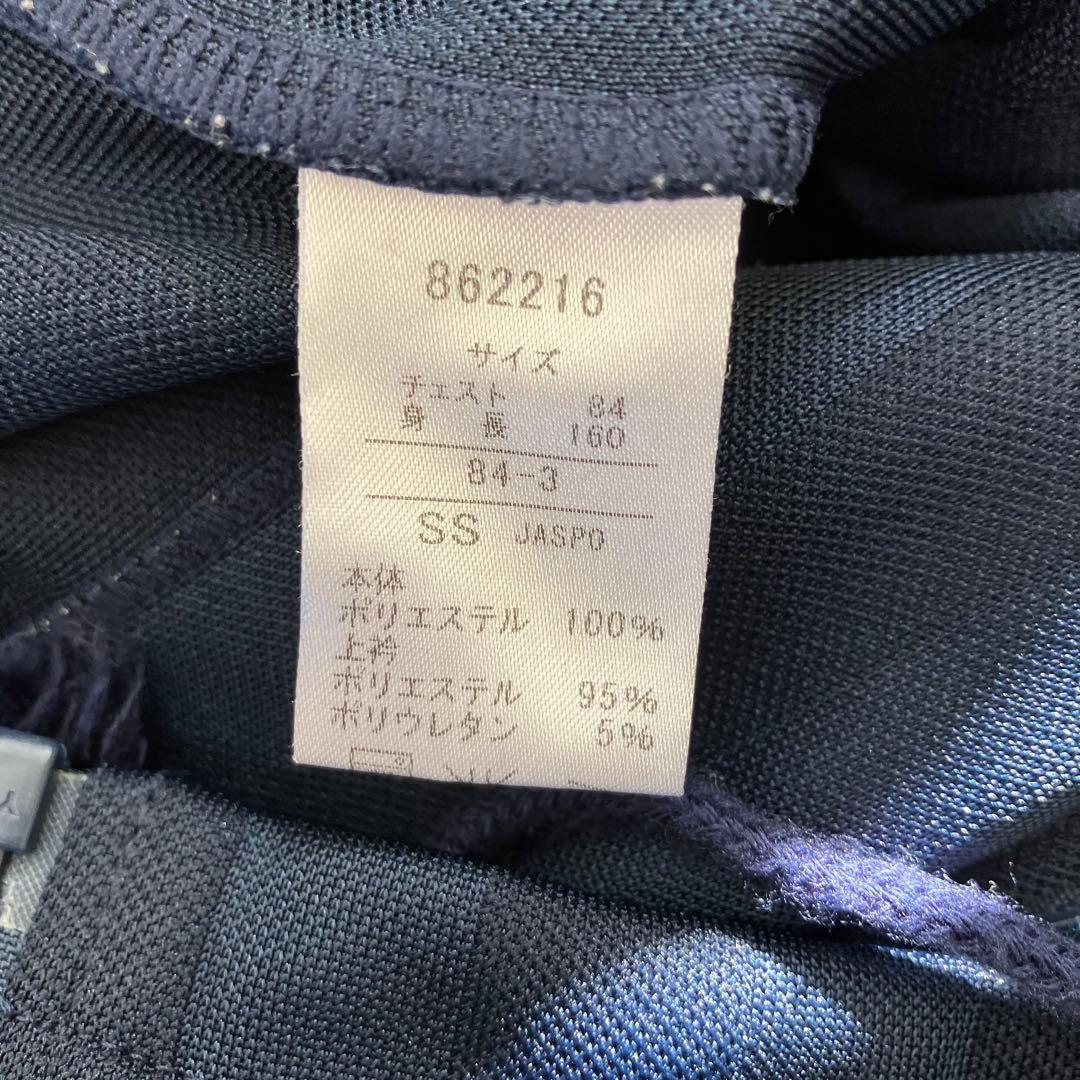 862216
サイズ
チェスト 84
身長 160
84-3
SS JASPO
本体
ポリエステル 100%
上衿
ポリエステル 95%
ポリウレタン 5%